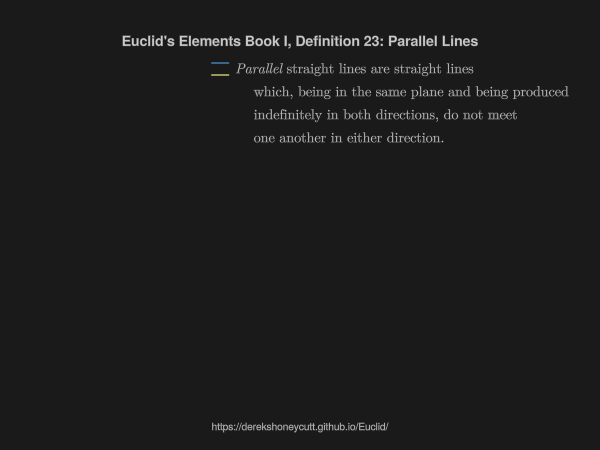 Euclid's Elements Book I, Definition 23: Parallel Lines
Parallel straight lines are straight lines
which, being in the same plane and being produced
indefinitely in both directions, do not meet
one another in either direction.
https://derekshoneycutt.github.io/Euclid/